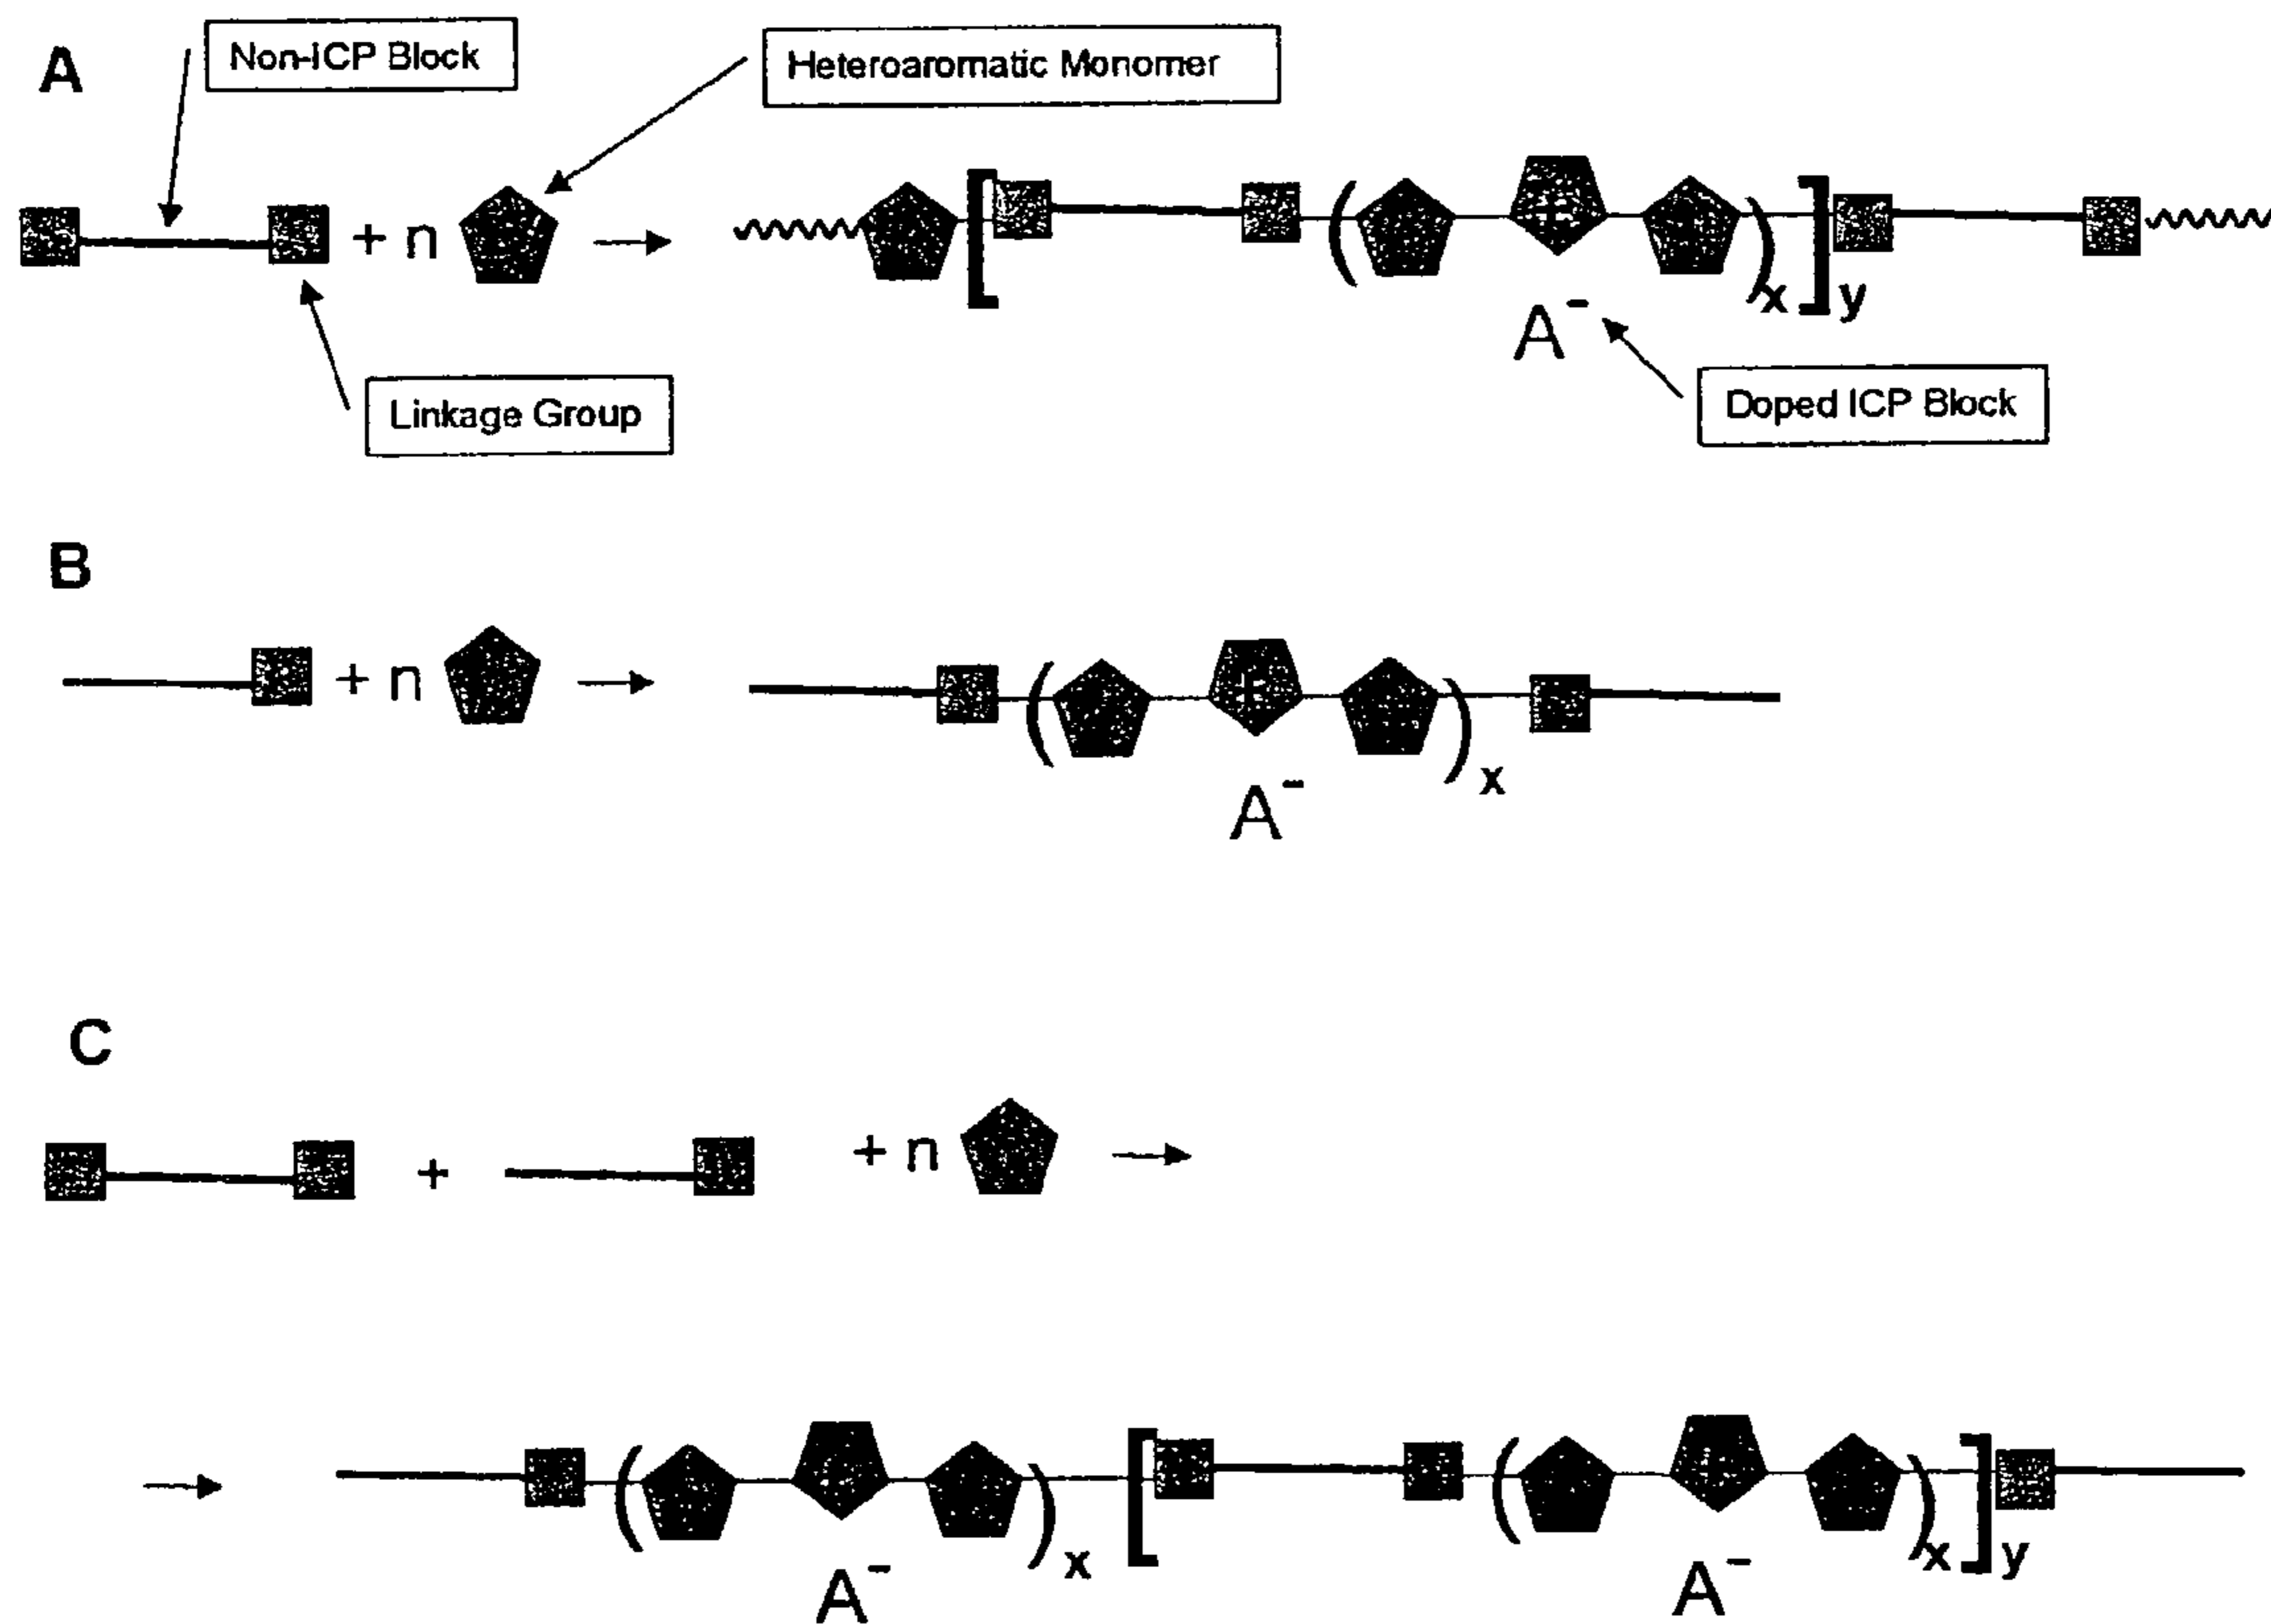 A
Non-ICP Block
Heteroaromatic Monomer
+ n
+
x
y
A⁻
Linkage Group
Doped ICP Block
B
+ n
+
x
A⁻
C
+
+ n
x
+
x
y
A⁻
A⁻